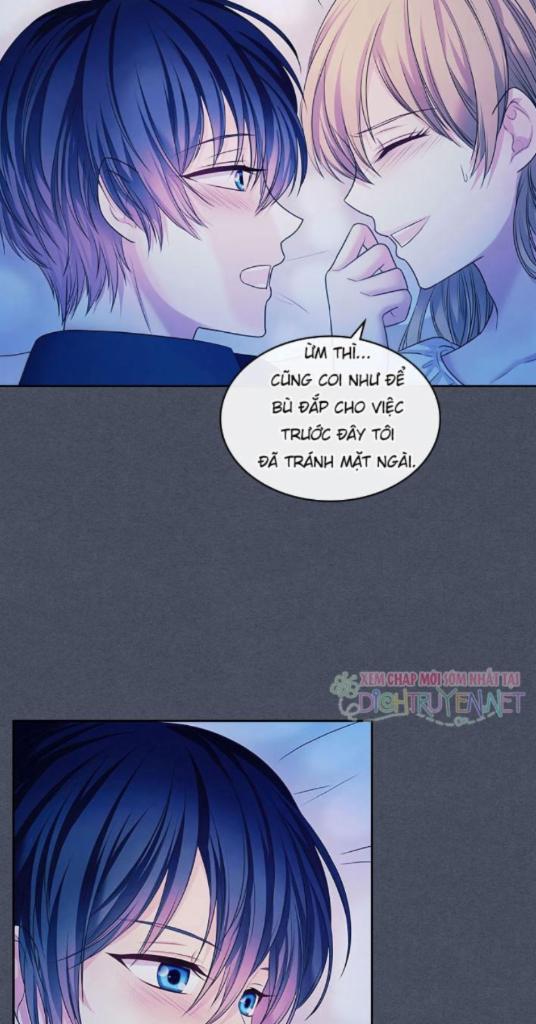 ỪM THÌ...
CŨNG COI NHƯ ĐỂ
BÙ ĐẮP CHO VIỆC
TRƯỚC ĐÂY TÔI
ĐÃ TRÁNH MẶT NGÀI.
XEM CHAP MỚI SỚM NHẤT TẠI
DICHTRUYEN.NET